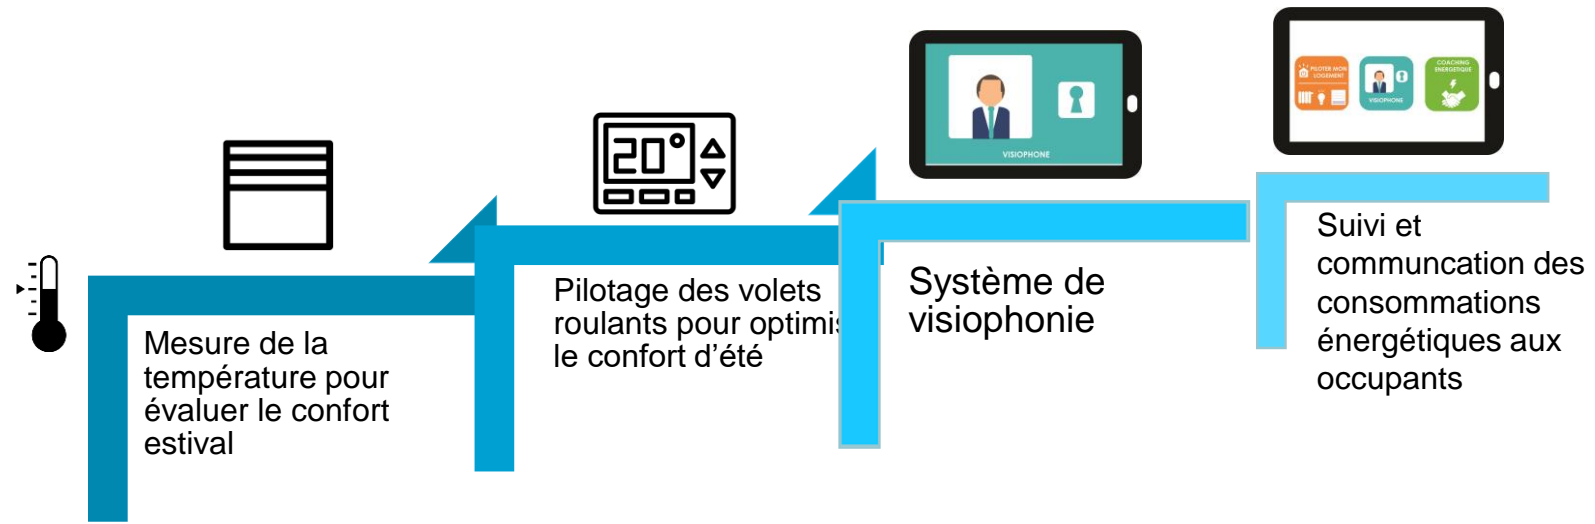 20°
VISIOPHONE
PILOTER MON
LOGEMENT
VISIOPHONE
COACHING
ENERGETIQUE
Mesure de la
température pour
évaluer le confort
estival
Pilotage des volets
roulants pour optimis
le confort d’été
Système de
visiophonie
Suivi et
communcation des
consommations
énergétiques aux
occupants